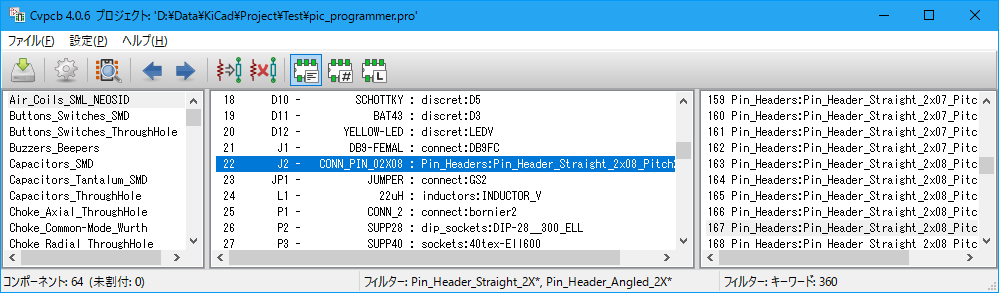 Cvpcb 4.0.6 プロジェクト: 'D:¥Data¥KiCad¥Project¥Test¥pic_programmer.pro'
ファイル(F) 設定(P) ヘルプ(H)
Air_Coils_SML_NEOSID
Buttons_Switches_SMD
Buttons_Switches_ThroughHole
Buzzers_Beepers
Capacitors_SMD
Capacitors_Tantalum_SMD
Capacitors_ThroughHole
Choke_Axial_ThroughHole
Choke_Common-Mode_Wurth
Choke_Radial_ThroughHole
18 D10 - SCHOTTKY : discret:D5
19 D11 - BAT43 : discret:D3
20 D12 - YELLOW-LED : discret:LEDV
21 J1 - DB9-FEMAL : connect:DB9FC
22 J2 - CONN_PIN_02X08 : Pin_Headers:Pin_Header_Straight_2x08_Pitch2
23 JP1 - JUMPER : connect:GS2
24 L1 - 22uH : inductors:INDUCTOR_V
25 P1 - CONN_2 : connect:bornier2
26 P2 - SUPP28 : dip_sockets:DIP-28__300_ELL
27 P3 - SUPP40 : sockets:40tex-Ell600
159 Pin_Headers:Pin_Header_Straight_2x07_Pitc
160 Pin_Headers:Pin_Header_Straight_2x07_Pitc
161 Pin_Headers:Pin_Header_Straight_2x07_Pitc
162 Pin_Headers:Pin_Header_Straight_2x07_Pitc
163 Pin_Headers:Pin_Header_Straight_2x08_Pitc
164 Pin_Headers:Pin_Header_Straight_2x08_Pitc
165 Pin_Headers:Pin_Header_Straight_2x08_Pitc
166 Pin_Headers:Pin_Header_Straight_2x08_Pitc
167 Pin_Headers:Pin_Header_Straight_2x08_Pitc
168 Pin_Headers:Pin_Header_Straight_2x08_Pitc
コンポーネント: 64 (未割付: 0)
フィルター: Pin_Header_Straight_2X*, Pin_Header_Angled_2X*
フィルター: キーワード: 360